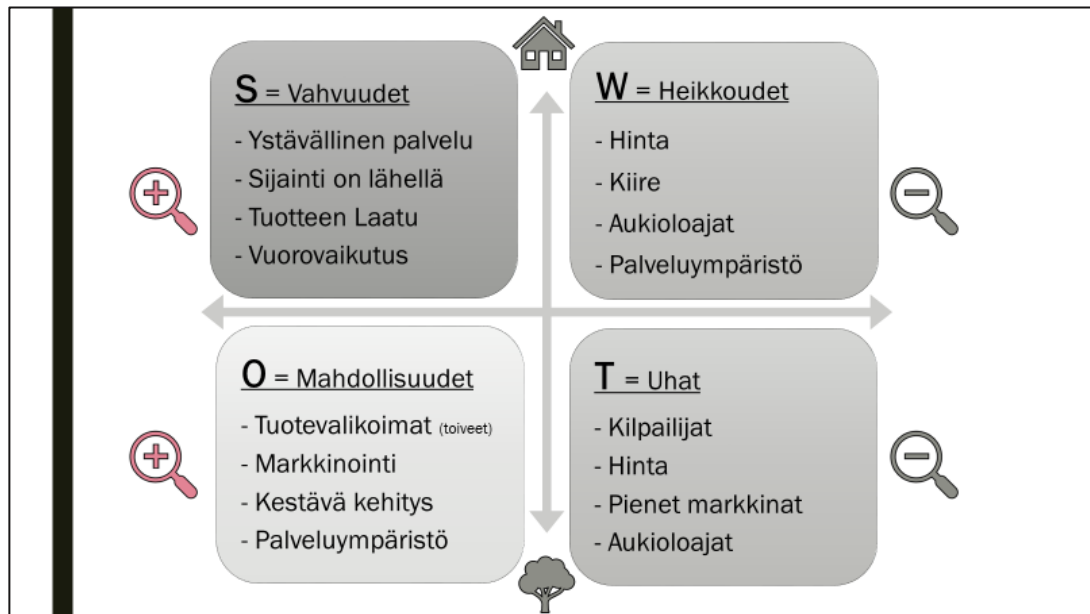 S = Vahvuudet
- Ystävällinen palvelu
- Sijainti on lähellä
- Tuotteen Laatu
- Vuorovaikutus
W = Heikkoudet
- Hinta
- Kiire
- Aukioloajat
- Palveluympäristö
O = Mahdollisuudet
- Tuotevalikoimat (toiveet)
- Markkinointi
- Kestävä kehitys
- Palveluympäristö
T = Uhat
- Kilpailijat
- Hinta
- Pienet markkinat
- Aukioloajat